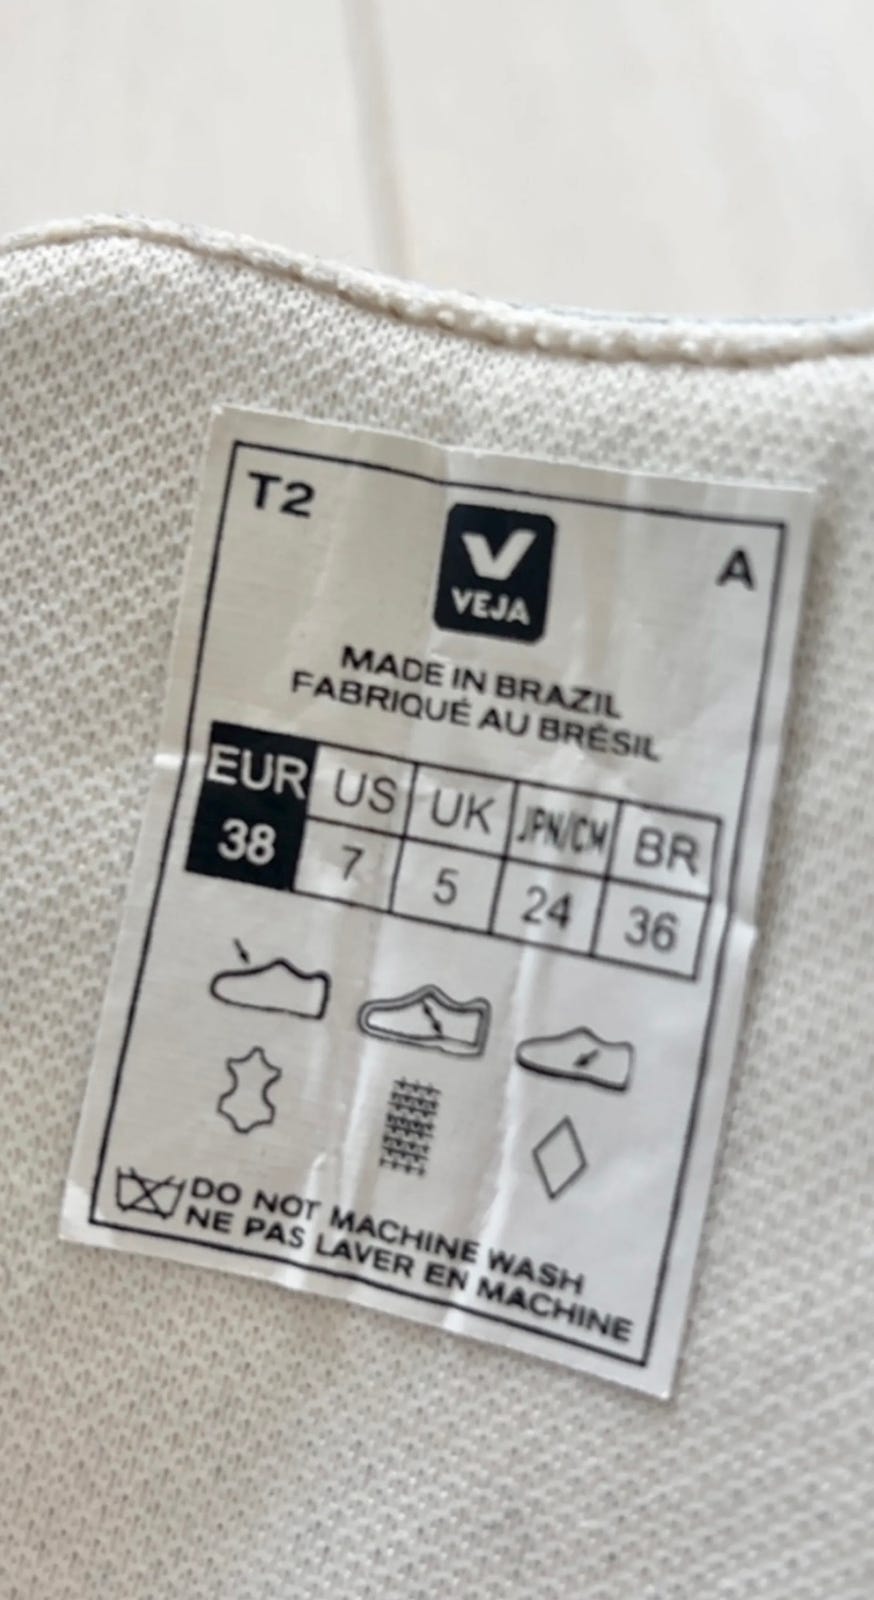 T2
A
VEJA
MADE IN BRAZIL
FABRIQUÉ AU BRÉSIL
EUR US UK JPN/CM BR
38 7 5 24 36
DO NOT MACHINE WASH
NE PAS LAVER EN MACHINE